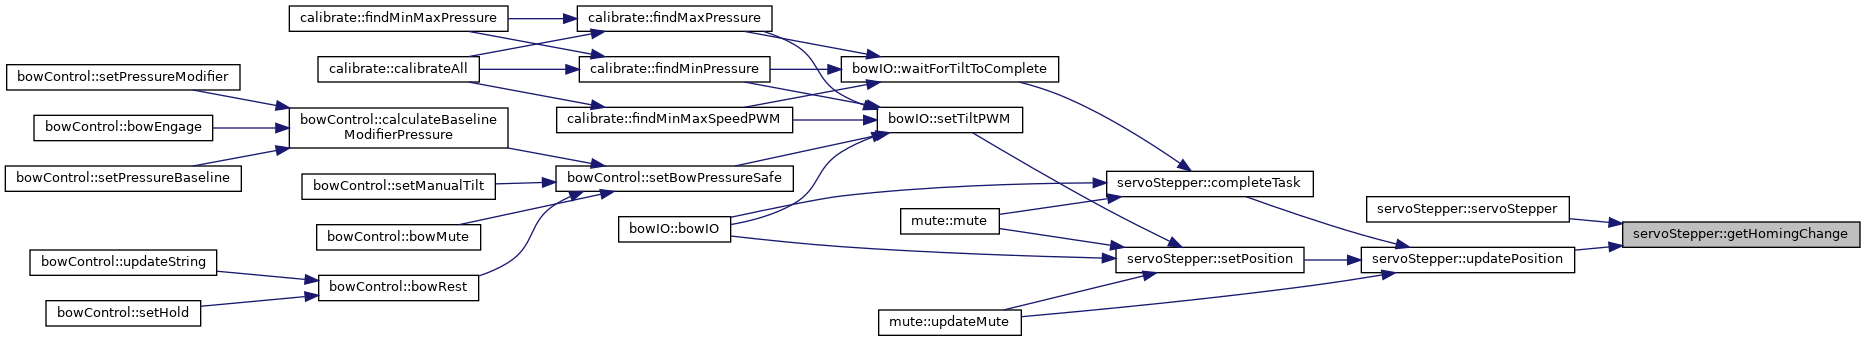 calibrate::findMinMaxPressure
calibrate::findMaxPressure
calibrate::calibrateAll
calibrate::findMinPressure
bowIO::waitForTiltToComplete
bowControl::setPressureModifier
bowControl::calculateBaseline
ModifierPressure
calibrate::findMinMaxSpeedPWM
bowIO::setTiltPWM
bowControl::bowEngage
bowControl::setPressureBaseline
bowControl::setManualTilt
bowControl::setBowPressureSafe
servoStepper::completeTask
bowControl::bowMute
bowIO::bowIO
mute::mute
servoStepper::servoStepper
servoStepper::getHomingChange
bowControl::updateString
servoStepper::setPosition
servoStepper::updatePosition
bowControl::bowRest
bowControl::setHold
mute::updateMute